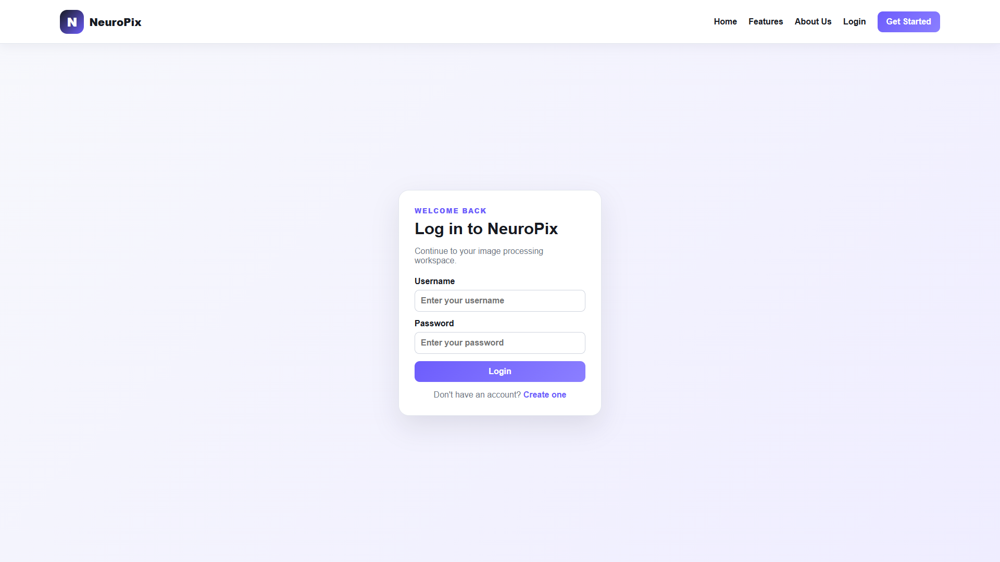 N NeuroPix
Home Features About Us Login Get Started
WELCOME BACK
Log in to NeuroPix
Continue to your image processing
workspace.
Username
Enter your username
Password
Enter your password
Login
Don't have an account? Create one